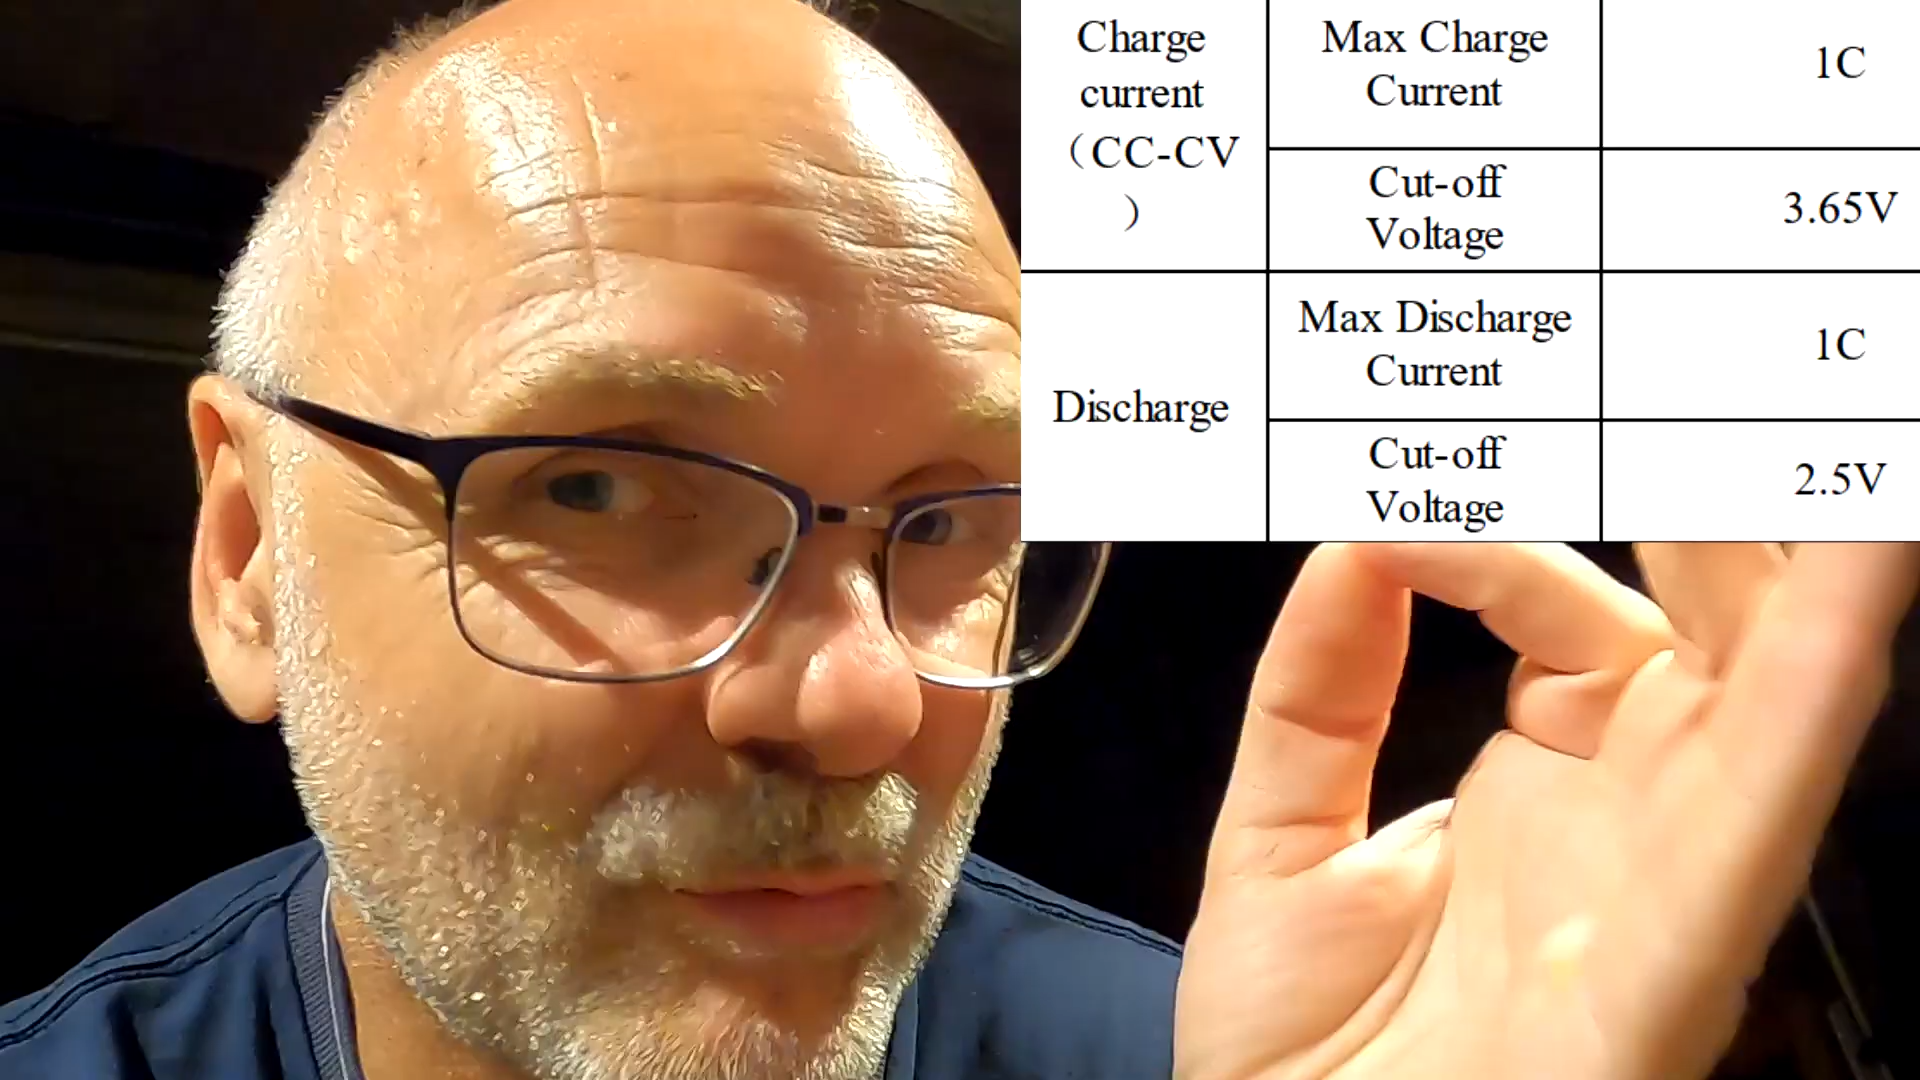 Charge
current
（CC-CV
）
Max Charge
Current
1C
Cut-off
Voltage
3.65V
Discharge
Max Discharge
Current
1C
Cut-off
Voltage
2.5V